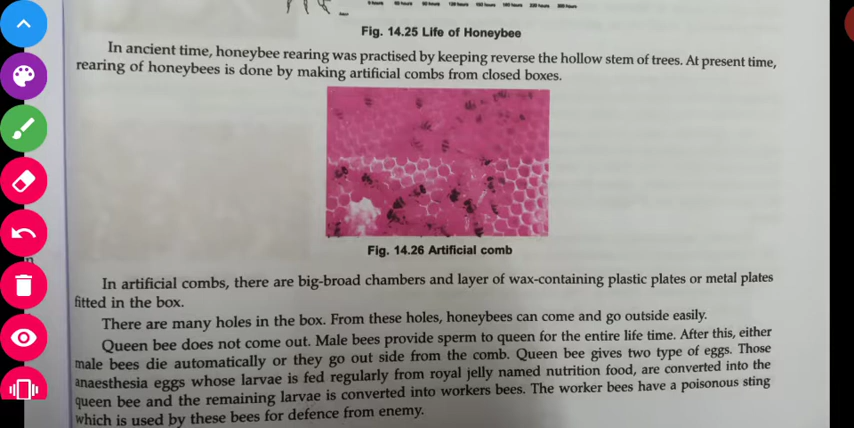 Fig. 14.25 Life of Honeybee
In ancient time, honeybee rearing was practised by keeping reverse the hollow stem of trees. At present time,
rearing of honeybees is done by making artificial combs from closed boxes.
Fig. 14.26 Artificial comb
In artificial combs, there are big-broad chambers and layer of wax-containing plastic plates or metal plates
fitted in the box.
There are many holes in the box. From these holes, honeybees can come and go outside easily.
Queen bee does not come out. Male bees provide sperm to queen for the entire life time. After this, either
male bees die automatically or they go out side from the comb. Queen bee gives two type of eggs. Those
anaesthesia eggs whose larvae is fed regularly from royal jelly named nutrition food, are converted into the
queen bee and the remaining larvae is converted into workers bees. The worker bees have a poisonous sting
which is used by these bees for defence from enemy.